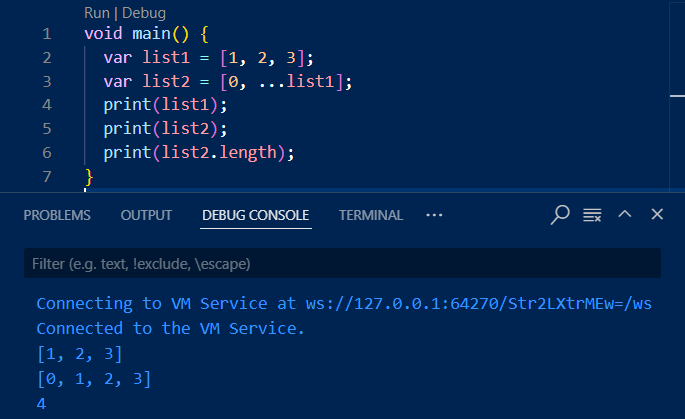 Run | Debug
1 void main() {
2 var list1 = [1, 2, 3];
3 var list2 = [0, ...list1];
4 print(list1);
5 print(list2);
6 print(list2.length);
7 }
PROBLEMS OUTPUT DEBUG CONSOLE TERMINAL ...
Filter (e.g. text, !exclude, \escape)
Connecting to VM Service at ws://127.0.0.1:64270/Str2LXtrMEw=/ws
Connected to the VM Service.
[1, 2, 3]
[0, 1, 2, 3]
4